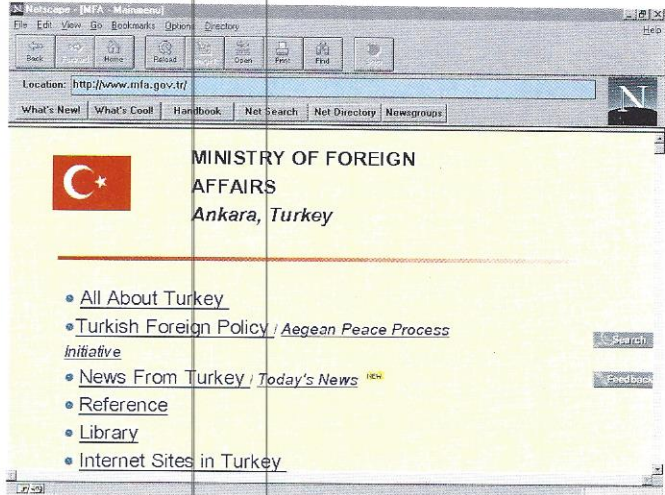 Netscape - [MFA - Mainmenu]
File Edit View Go Bookmarks Options Directory Help
Back Forward Home Reload Images Open Print Find Stop
Location: http://www.mfa.gov.tr/
What's New! What's Cool! Handbook Net Search Net Directory Newsgroups
N
MINISTRY OF FOREIGN
AFFAIRS
Ankara, Turkey
All About Turkey
Turkish Foreign Policy / Aegean Peace Process
Initiative
Search
News From Turkey / Today's News NEW
Feedback
Reference
Library
Internet Sites in Turkey